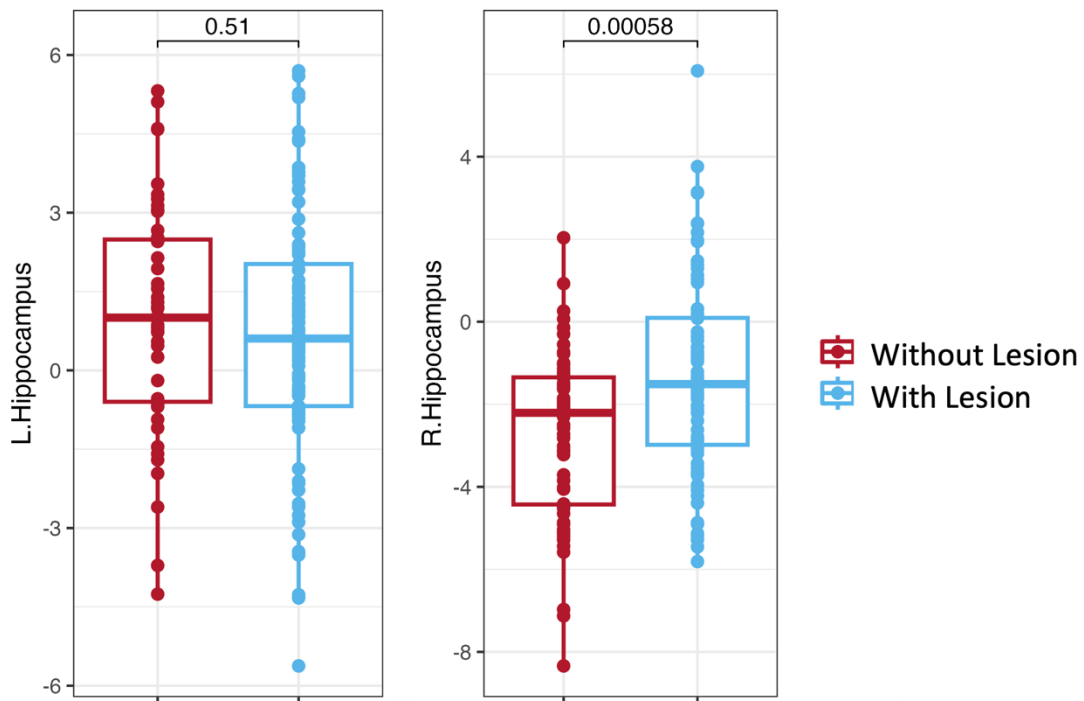 0.51
6
3
0
-3
-6
L.Hippocampus
0.00058
4
0
-4
-8
R.Hippocampus
Without Lesion
With Lesion